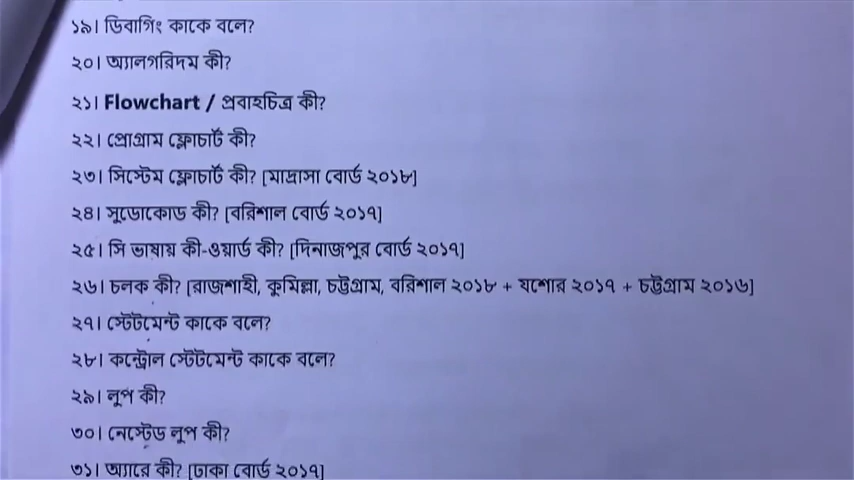 ১৯। ডিবাগিং কাকে বলে?
২০। অ্যালগরিদম কী?
২১। Flowchart / প্রবাহচিত্র কী?
২২। প্রোগ্রাম ফ্লোচার্ট কী?
২৩। সিস্টেম ফ্লোচার্ট কী? [মাদ্রাসা বোর্ড ২০১৮]
২৪। সুডোকোড কী? [বরিশাল বোর্ড ২০১৭]
২৫। সি ভাষায় কী-ওয়ার্ড কী? [দিনাজপুর বোর্ড ২০১৭]
২৬। চলক কী? [রাজশাহী, কুমিল্লা, চট্টগ্রাম, বরিশাল ২০১৮ + যশোর ২০১৭ + চট্টগ্রাম ২০১৬]
২৭। স্টেটমেন্ট কাকে বলে?
২৮। কন্ট্রোল স্টেটমেন্ট কাকে বলে?
২৯। লুপ কী?
৩০। নেস্টেড লুপ কী?
৩১। অ্যারে কী? [ঢাকা বোর্ড ২০১৭]